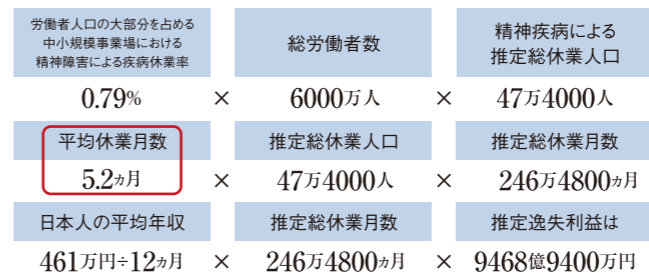 労働者人口の大部分を占める
中小規模事業場における
精神障害による疾病休業率
総労働者数
精神疾病による
推定総休業人口
0.79% × 6000万人 × 47万4000人
平均休業月数 推定総休業人口 推定総休業月数
5.2ヵ月 × 47万4000人 × 246万4800ヵ月
日本人の平均年収 推定総休業月数 推定逸失利益は
461万円÷12ヵ月 × 246万4800ヵ月 × 9468億9400万円